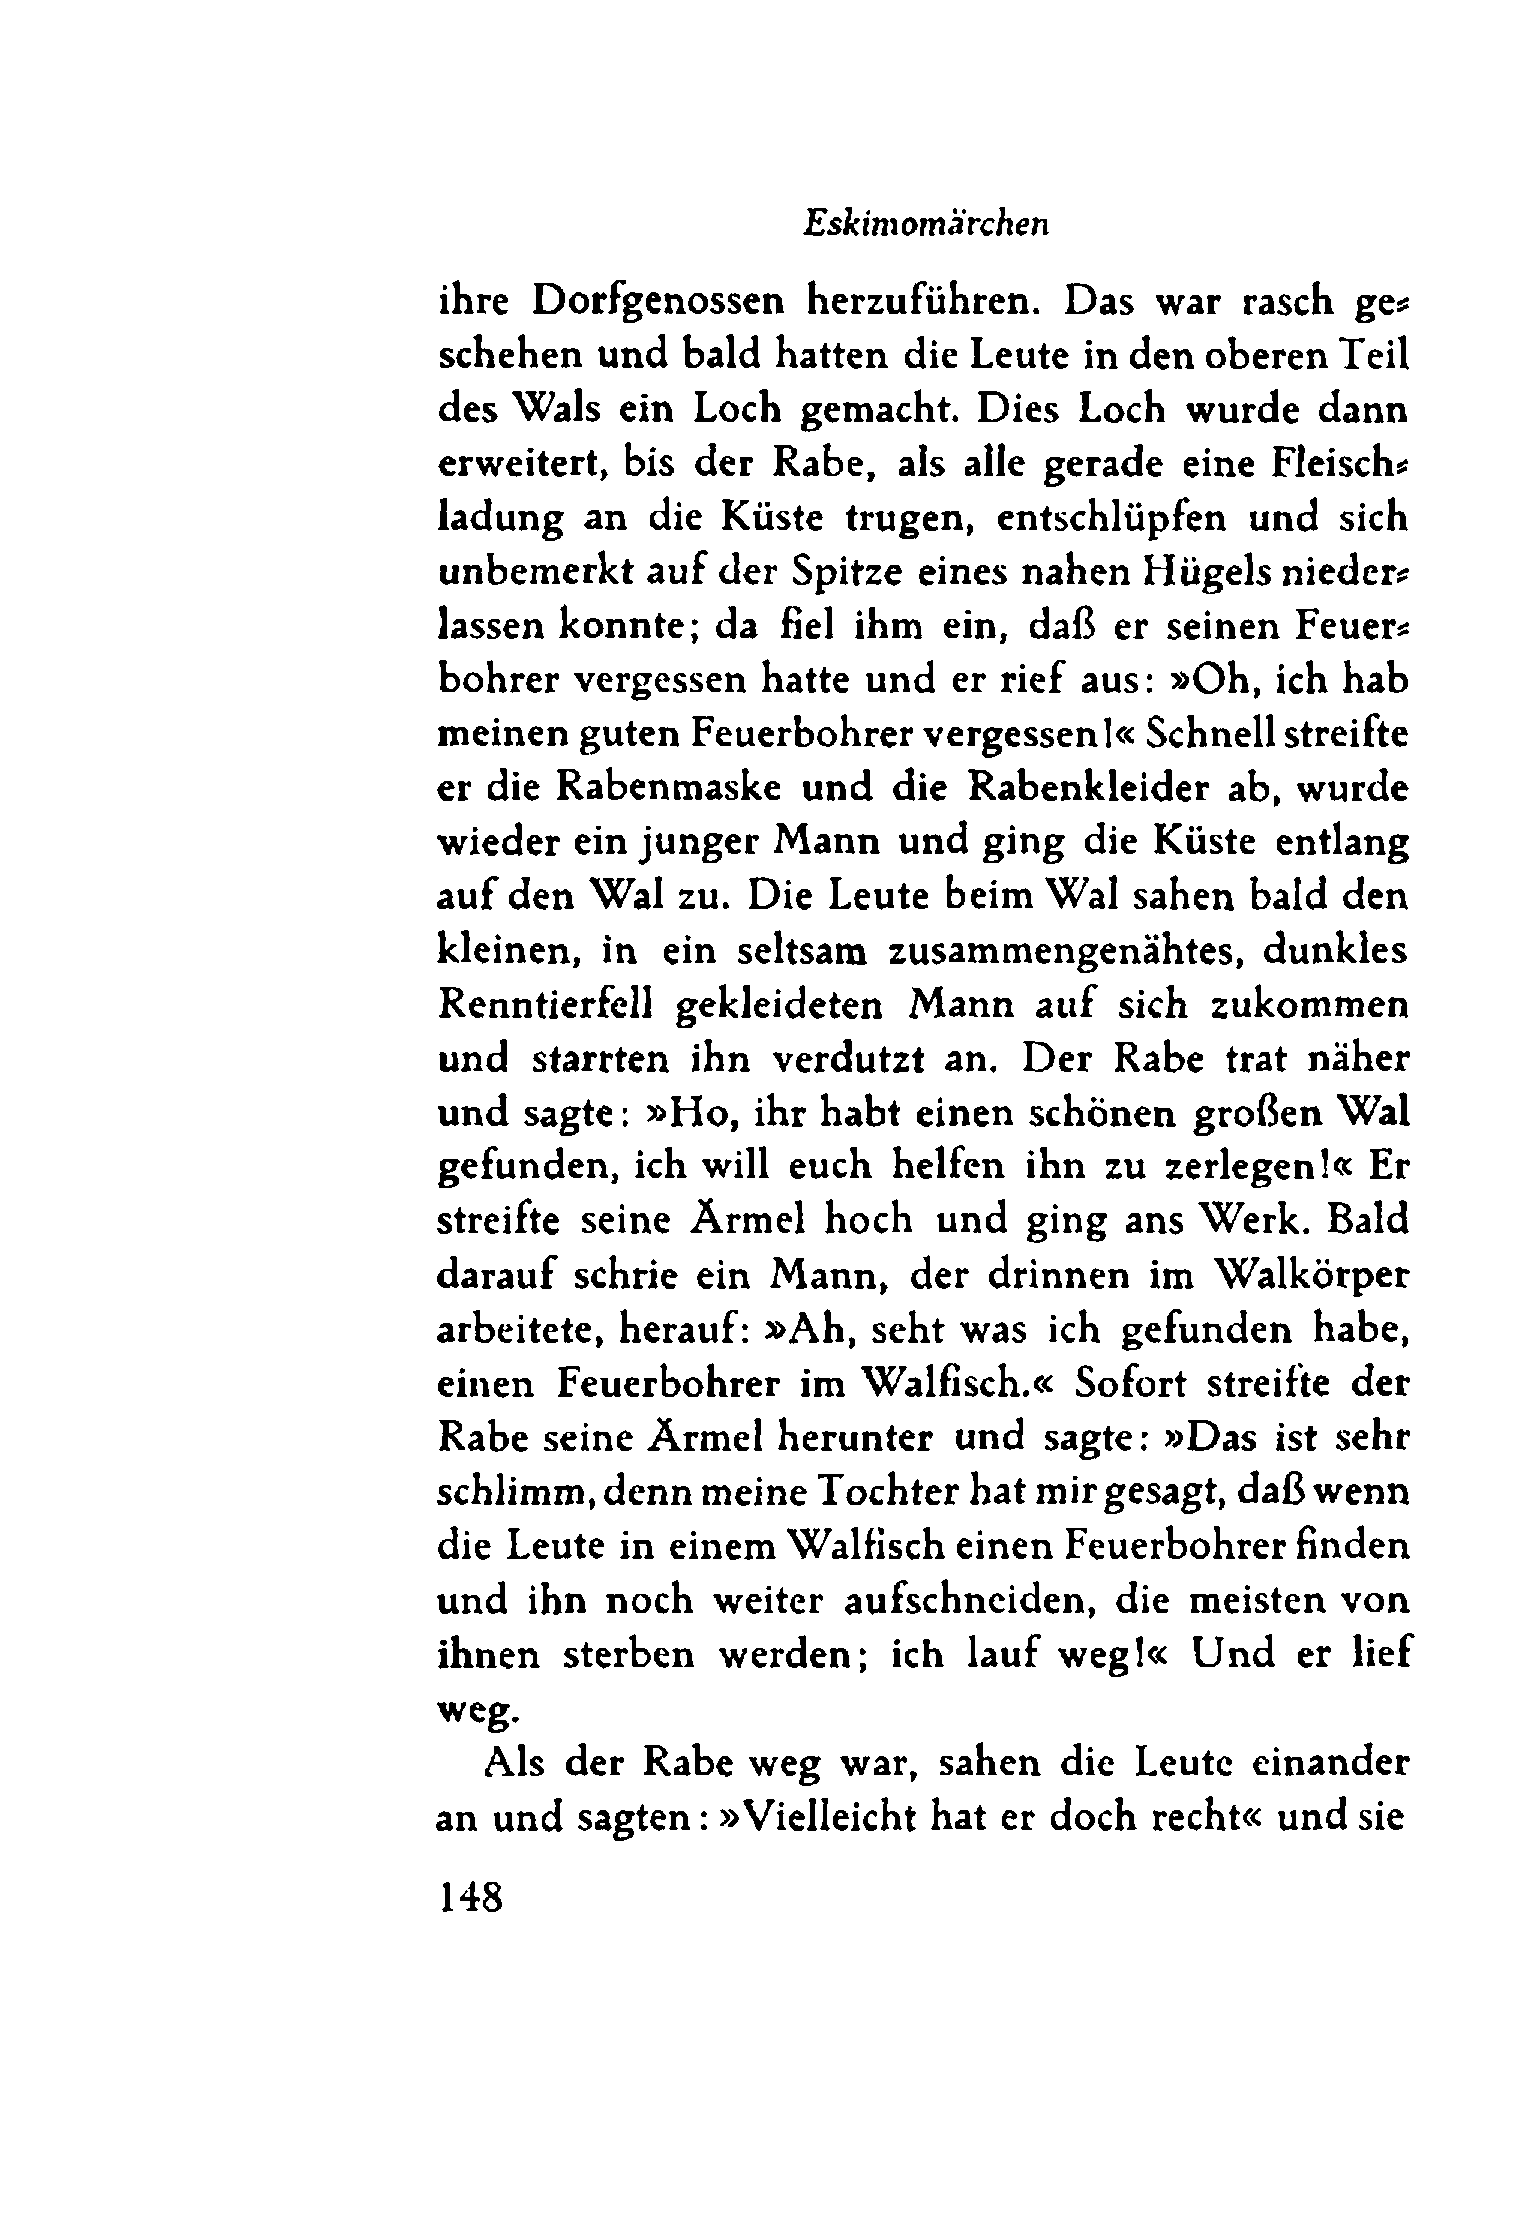 Eskimomärchen
ihre Dorfgenossen herzuführen. Das war rasch ge⸗
schehen und bald hatten die Leute in den oberen Teil
des Wals ein Loch gemacht. Dies Loch wurde dann
erweitert, bis der Rabe, als alle gerade eine Fleisch⸗
ladung an die Küste trugen, entschlüpfen und sich
unbemerkt auf der Spitze eines nahen Hügels nieder⸗
lassen konnte; da fiel ihm ein, daß er seinen Feuer⸗
bohrer vergessen hatte und er rief aus: »Oh, ich hab
meinen guten Feuerbohrer vergessen!« Schnell streifte
er die Rabenmaske und die Rabenkleider ab, wurde
wieder ein junger Mann und ging die Küste entlang
auf den Wal zu. Die Leute beim Wal sahen bald den
kleinen, in ein seltsam zusammengenähtes, dunkles
Renntierfell gekleideten Mann auf sich zukommen
und starrten ihn verdutzt an. Der Rabe trat näher
und sagte: »Ho, ihr habt einen schönen großen Wal
gefunden, ich will euch helfen ihn zu zerlegen!« Er
streifte seine Ärmel hoch und ging ans Werk. Bald
darauf schrie ein Mann, der drinnen im Walkörper
arbeitete, herauf: »Ah, seht was ich gefunden habe,
einen Feuerbohrer im Walfisch.« Sofort streifte der
Rabe seine Ärmel herunter und sagte: »Das ist sehr
schlimm, denn meine Tochter hat mir gesagt, daß wenn
die Leute in einem Walfisch einen Feuerbohrer finden
und ihn noch weiter aufschneiden, die meisten von
ihnen sterben werden; ich lauf weg!« Und er lief
weg.
Als der Rabe weg war, sahen die Leute einander
an und sagten: »Vielleicht hat er doch recht« und sie
148